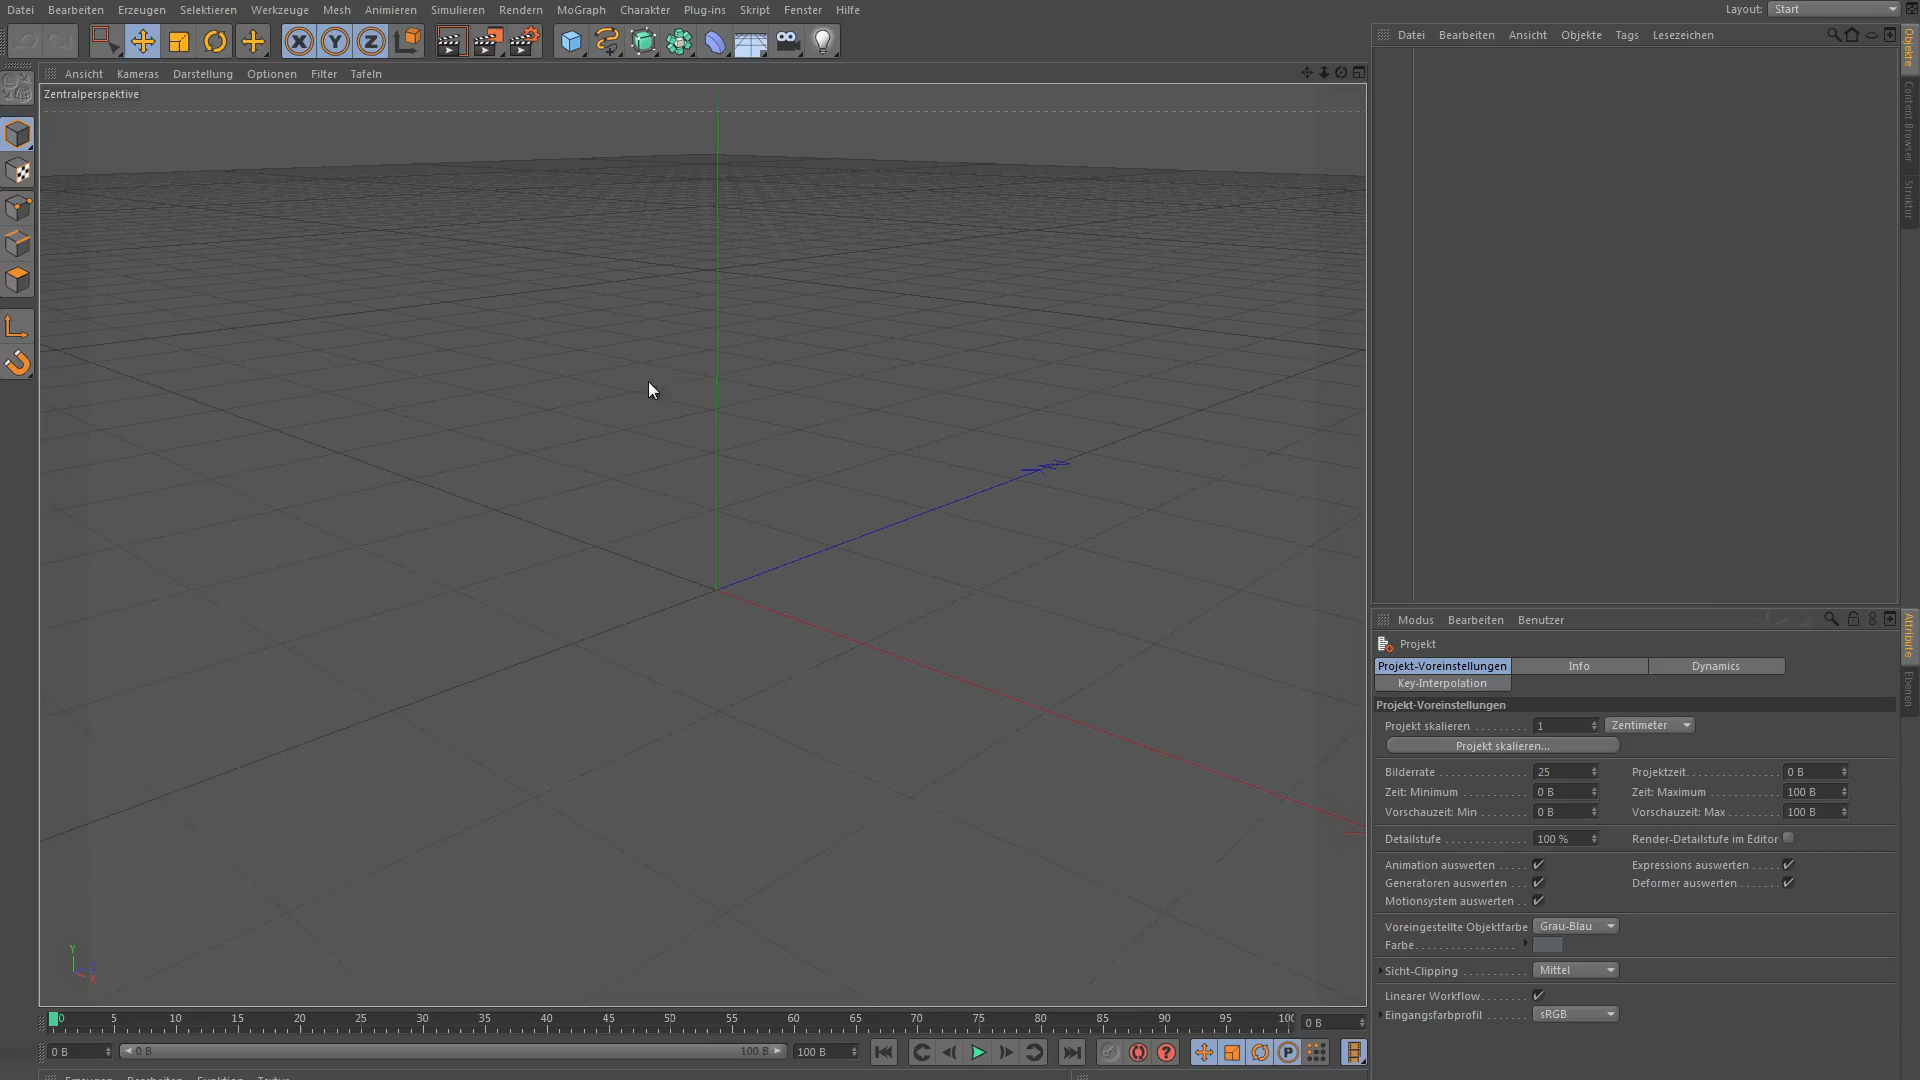 Datei Bearbeiten Erzeugen Selektieren Werkzeuge Mesh Animieren Simulieren Rendern MoGraph Charakter Plug-ins Skript Fenster Hilfe Layout: Start
X Y Z
Datei Bearbeiten Ansicht Objekte Tags Lesezeichen
Ansicht Kameras Darstellung Optionen Filter Tafeln
Zentralperspektive
Objekte
Content Browser
Struktur
Modus Bearbeiten Benutzer
Projekt
Projekt-Voreinstellungen Info Dynamics
Key-Interpolation
Projekt-Voreinstellungen
Projekt skalieren ......... 1 Zentimeter
Projekt skalieren...
Bilderrate 25 Projektzeit 0 B
Zeit: Minimum 0 B Zeit: Maximum 100 B
Vorschauzeit: Min 0 B Vorschauzeit: Max 100 B
Detailstufe 100 % Render-Detailstufe im Editor
Animation auswerten Expressions auswerten
Generatoren auswerten Deformer auswerten
Motionsystem auswerten
Voreingestellte Objektfarbe Grau-Blau
Farbe
Sicht-Clipping Mittel
Linearer Workflow
Eingangsfarbprofil sRGB
Attribute
Ebenen
Y
Z
X
0 5 10 15 20 25 30 35 40 45 50 55 60 65 70 75 80 85 90 95 100 0 B
0 B 0 B 100 B 100 B
P
Erzeugen Bearbeiten Funktion Textur